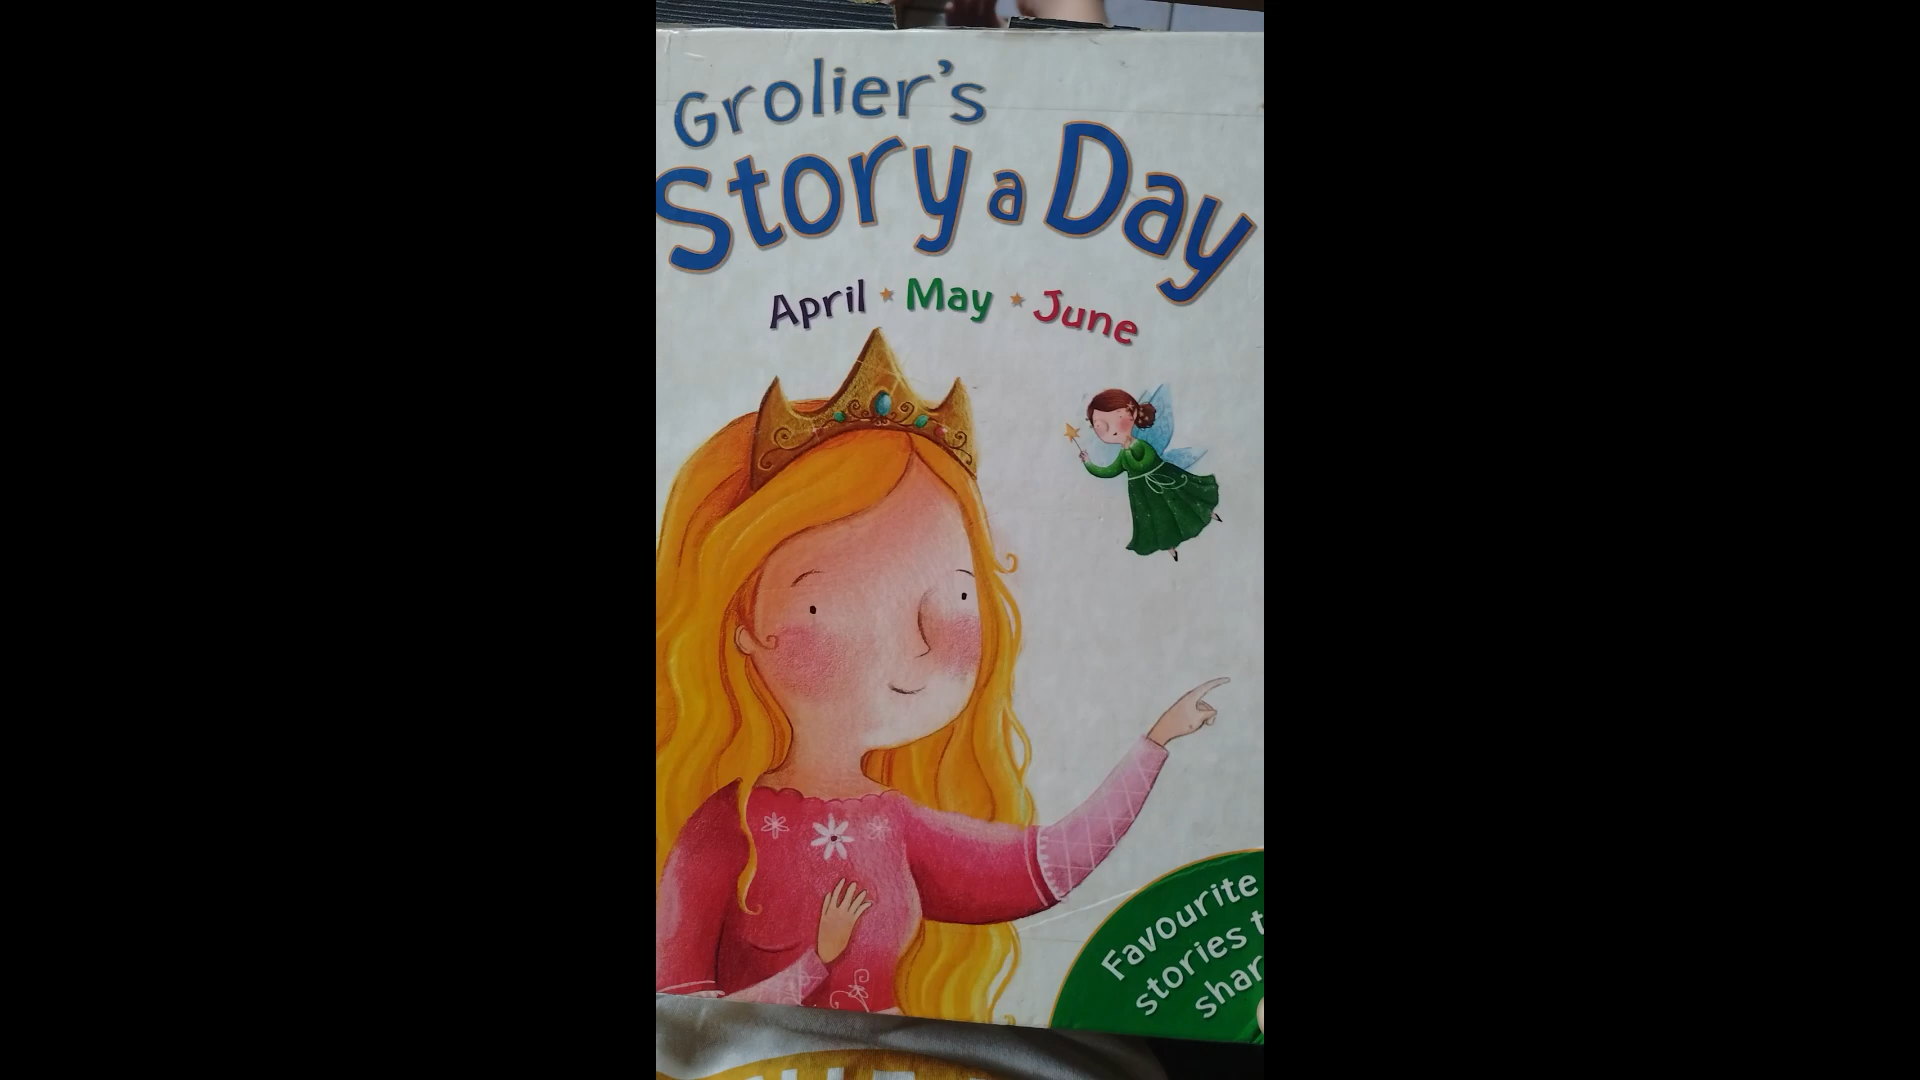 Grolier's
Story a Day
April ★ May ★ June
Favourite
stories